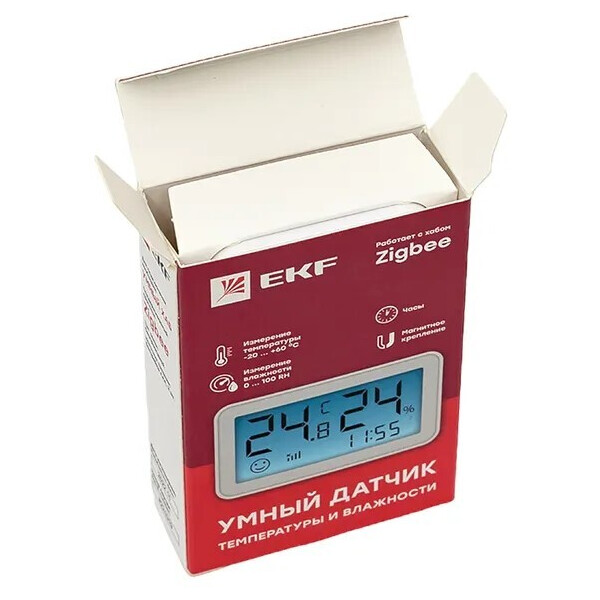 EKF
Работает с хабом
Zigbee
Измерение
температуры
-20 ... +60 °C
Измерение
влажности
0 ... 100 RH
часы
Магнитное
крепление
24.8 C 24%
11:55
УМНЫЙ ДАТЧИК
ТЕМПЕРАТУРЫ И ВЛАЖНОСТИ
Zigbee